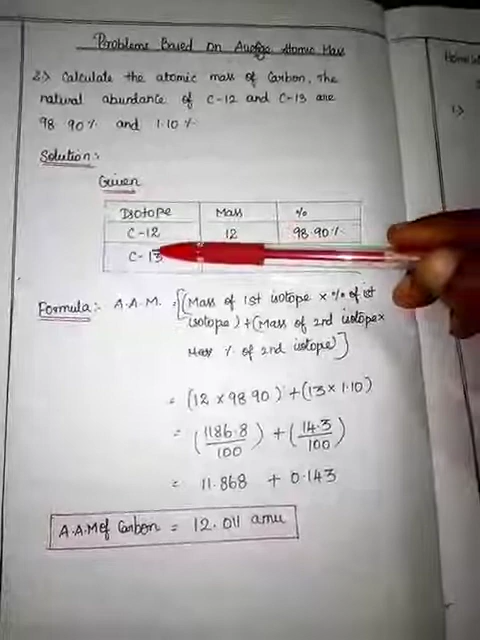 Problems Based on Average Atomic Mass
2) Calculate the atomic mass of Carbon, The
natural abundance of C-12 and C-13 are
98.90% and 1.10%
Solution:-
Given
Isotope Mass %
C-12 12 98.90%
C-13
Formula:- A.A.M. = [(Mass of 1st isotope x % of 1st
isotope) + (Mass of 2nd isotope x
Mass % of 2nd isotope)]
= (12 x 98.90) + (13 x 1.10)
= (1186.8/100) + (14.3/100)
= 11.868 + 0.143
A.A.M of Carbon = 12.011 amu
1)